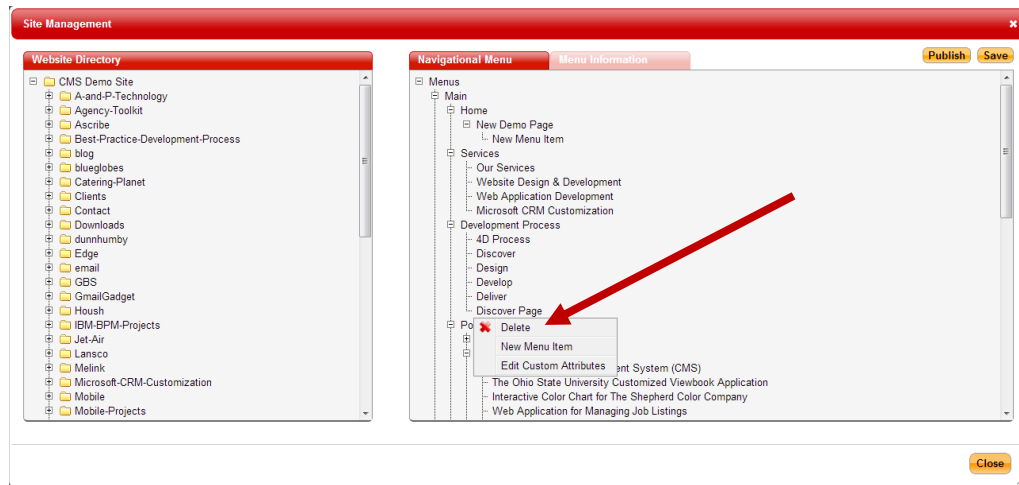 Site Management
Website Directory
CMS Demo Site
A-and-P-Technology
Agency-Toolkit
Ascribe
Best-Practice-Development-Process
blog
blueglobes
Catering-Planet
Clients
Contact
Downloads
dunnhumby
Edge
email
GBS
GmailGadget
Housh
IBM-BPM-Projects
Jet-Air
Lansco
Melink
Microsoft-CRM-Customization
Mobile
Mobile-Projects
Navigational Menu
Menu Information
Publish
Save
Menus
Main
Home
New Demo Page
New Menu Item
Services
Our Services
Website Design & Development
Web Application Development
Microsoft CRM Customization
Development Process
4D Process
Discover
Design
Develop
Deliver
Discover Page
Po
Delete
New Menu Item
Edit Custom Attributes
ent System (CMS)
The Ohio State University Customized Viewbook Application
Interactive Color Chart for The Shepherd Color Company
Web Application for Managing Job Listings
Close